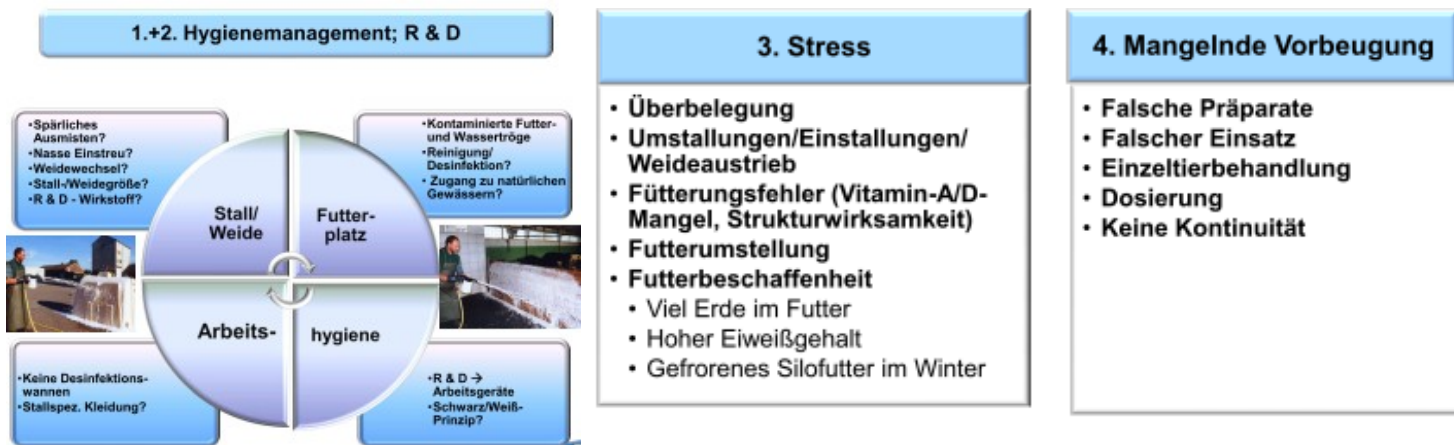 1.+2. Hygienemanagement; R & D
•Spärliches
Ausmisten?
•Nasse Einstreu?
•Weidewechsel?
•Stall-/Weidegröße?
•R & D - Wirkstoff?
•Kontaminierte Futter-
und Wassertröge
•Reinigung/
Desinfektion?
• Zugang zu natürlichen
Gewässern?
Stall/
Weide
Futter-
platz
Arbeits-
hygiene
•Keine Desinfektions-
wannen
•Stallspez. Kleidung?
•R & D →
Arbeitsgeräte
•Schwarz/Weiß-
Prinzip?
3. Stress
• Überbelegung
• Umstallungen/Einstallungen/
Weideaustrieb
• Fütterungsfehler (Vitamin-A/D-
Mangel, Strukturwirksamkeit)
• Futterumstellung
• Futterbeschaffenheit
• Viel Erde im Futter
• Hoher Eiweißgehalt
• Gefrorenes Silofutter im Winter
4. Mangelnde Vorbeugung
• Falsche Präparate
• Falscher Einsatz
• Einzeltierbehandlung
• Dosierung
• Keine Kontinuität